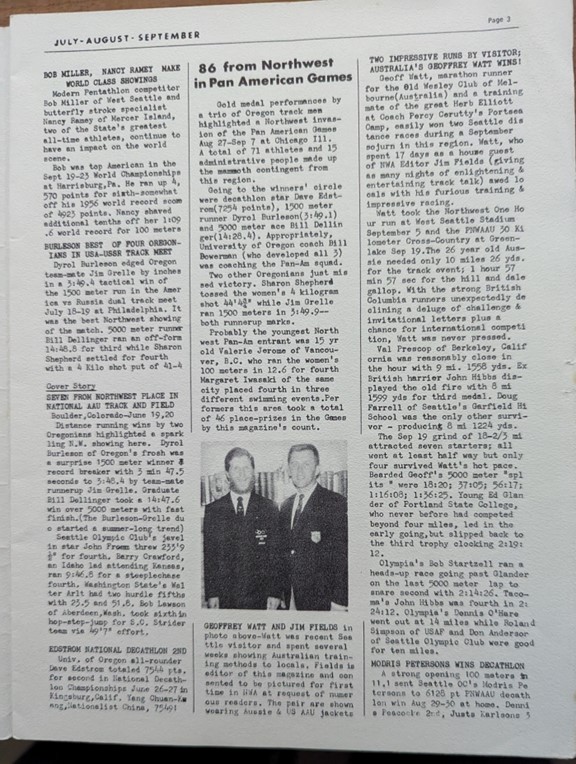 Page 3
JULY-AUGUST-SEPTEMBER
BOB MILLER, NANCY RAMEY MAKE
WORLD CLASS SHOWINGS
Modern Pentathlon competitor
Bob Miller of West Seattle and
butterfly stroke specialist
Nancy Ramey of Mercer Island,
two of the State's greatest
all-time athletes, continue to
have an impact on the world
scene.
Bob was top American in the
Sept 19-23 World Championships
at Harrisburg,Pa. He ran up 4,
570 points for sixth-somewhat
off his 1956 world record score
of 4923 points. Nancy shaved
additional tenths off her 1:09
.6 world record for 100 meters
BURLESON BEST OF FOUR OREGON-
IANS IN USA-USSR TRACK MEET
Dyrol Burleson edged Oregon
team-mate Jim Grelle by inches
in a 3:49.4 tactical win of
the 1500 meter run in the Amer
ica vs Russia dual track meet
July 18-19 at Philadelphia. It
was the best Northwest showing
of the match. 5000 meter runner
Bill Dellinger ran an off-form
14:48.8 for third while Sharon
Shepherd settled for fourth
with a 4 Kilo shot put of 41-4
Cover Story
SEVEN FROM NORTHWEST PLACE IN
NATIONAL AAU TRACK AND FIELD
Boulder,Colorado-June 19,20
Distance running wins by two
Oregonians highlighted a spark
ling N.W. showing here. Dyrol
Burleson of Oregon's frosh was
a surprise 1500 meter winner &
record breaker with 3 min 47.5
seconds to 3:48.4 by team-mate
runnerup Jim Grelle. Graduate
Bill Dellinger took a 14:47.6
win over 5000 meters with fast
finish.(The Burleson-Grelle du
o started a summer-long trend)
Seattle Olympic Club's javel
in star John Fromm threw 233'9
½" for fourth. Barry Crawford,
an Idaho lad attending Kansas,
ran 9:46.8 for a steeplechase
fourth. Washington State's Wal
ter Arlt had two hurdle fifths
with 23.5 and 51.8. Bob Lawson
of Aberdeen,Wash. took sixth in
hop-step-jump for S.C. Strider
team via 49'7" effort.
EDSTROM NATIONAL DECATHLON 2ND
Univ. of Oregon all-rounder
Dave Edstrom totaled 7544 pts.
for second in National Decath-
lon Championships June 26-27 in
Kingsburg,Calif. Yang Chuan-Kw
ang,Nationalist China, 7549!
86 from Northwest
in Pan American Games
Gold medal performances by
a trio of Oregon track men
highlighted a Northwest invas-
ion of the Pan American Games
Aug 27-Sep 7 at Chicago Ill.
A total of 71 athletes and 15
administrative people made up
the mammoth contingent from
this region.
Going to the winners' circle
were decathlon star Dave Edst-
rom(7254 points), 1500 meter
runner Dyrol Burleson(3:49.1)
and 5000 meter ace Bill Dellin
ger(14:28.4). Appropriately,
University of Oregon coach Bill
Bowerman (who developed all 3)
was coaching the Pan-Am squad.
Two other Oregonians just mis
sed victory. Sharon Shepherd
tossed the women's 4 kilogram
shot 44'4¾" while Jim Grelle
ran 1500 meters in 3:49.9--
both runnerup marks.
Probably the youngest North
west Pan-Am entrant was 15 yr
old Valerie Jerome of Vancou-
ver, B.C. who ran the women's
100 meters in 12.6 for fourth
Margaret Iwasaki of the same
city placed fourth in three
different swimming events.Per
formers this area took a total
of 46 place-prizes in the Games
by this magazine's count.
GEOFFREY WATT AND JIM FIELDS in
photo above-Watt was recent Sea
ttle visitor and spent several
weeks showing Australian train-
ing methods to locals. Fields is
editor of this magazine and con
sented to be pictured for first
time in NWA at request of numer
ous readers. The pair are shown
wearing Aussie & US AAU jackets
TWO IMPRESSIVE RUNS BY VISITOR;
AUSTRALIA'S GEOFFREY WATT WINS!
Geoff Watt, marathon runner
for the Old Wesley Club of Mel-
bourne(Australia) and a training
mate of the great Herb Elliott
at Coach Percy Cerutty's Portsea
Camp, easily won two Seattle dis
tance races during a September
sojurn in this region. Watt, who
spent 17 days as a house guest
of NWA Editor Jim Fields (giving
as many nights of enlightening &
entertaining track talk) awed lo
cals with his furious training &
impressive racing.
Watt took the Northwest One Ho
ur run at West Seattle Stadium
September 5 and the PNWAAU 30 Ki
lometer Cross-Country at Green-
lake Sep 19.The 26 year old Aus-
sie needed only 10 miles 26 yds.
for the track event; 1 hour 57
min 57 sec for the hill and dale
gallop. With the strong British
Columbia runners unexpectedly de
clining a deluge of challenge &
invitational letters plus a
chance for international competi
tion, Watt was never pressed.
Val Prescop of Berkeley, Calif
ornia was reasonably close in
the hour with 9 mi. 1558 yds. Ex
British harrier John Hibbs dis-
played the old fire with 8 mi
1599 yds for third medal. Doug
Farrell of Seattle's Garfield Hi
School was the only other survi-
vor - producing 8 mi 1224 yds.
The Sep 19 grind of 18-2/3 mi
attracted seven starters; all
went at least half way but only
four survived Watt's hot pace.
Bearded Geoff's 5000 meter "spl
its " were 18:20; 37:05; 56:17;
1:16:08; 1:36:25. Young Ed Glan
der of Portland State College,
who never before had competed
beyond four miles, led in the
early going,but slipped back to
the third trophy clocking 2:19:
12.
Olympia's Bob Startzell ran a
heads-up race going past Glander
on the last 5000 meter lap to
snare second with 2:14:26. Taco-
ma's John Hibbs was fourth in 2:
24:12. Olympia's Dennis O'Hare
went out at 14 miles while Roland
Simpson of USAF and Don Anderson
of Seattle Olympic Club were good
for ten miles.
MODRIS PETERSONS WINS DECATHLON
A strong opening 100 meters in
11.1 sent Seattle OC's Modris Pe
tersons to 6128 pt PNWAAU decath
lon win Aug 29-30 at home. Denni
s Peacocke 2nd, Justs Karlsons 3